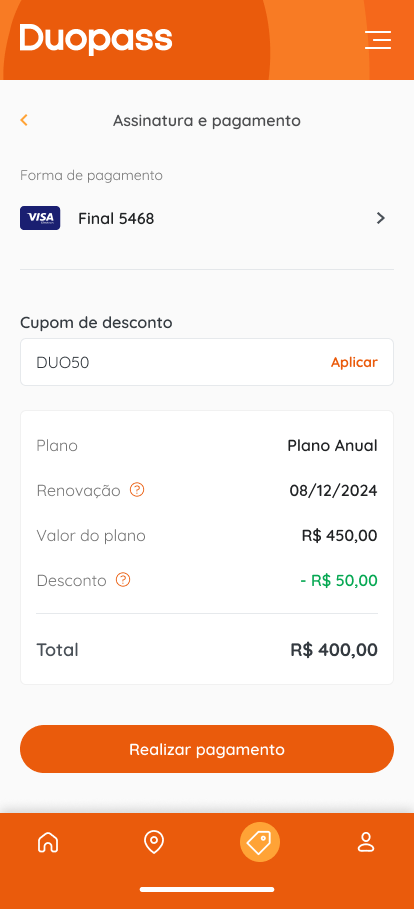 Duopass
Assinatura e pagamento
Forma de pagamento
VISA Final 5468
Cupom de desconto
DUO50 Aplicar
Plano Plano Anual
Renovação ? 08/12/2024
Valor do plano R$ 450,00
Desconto ? - R$ 50,00
Total R$ 400,00
Realizar pagamento